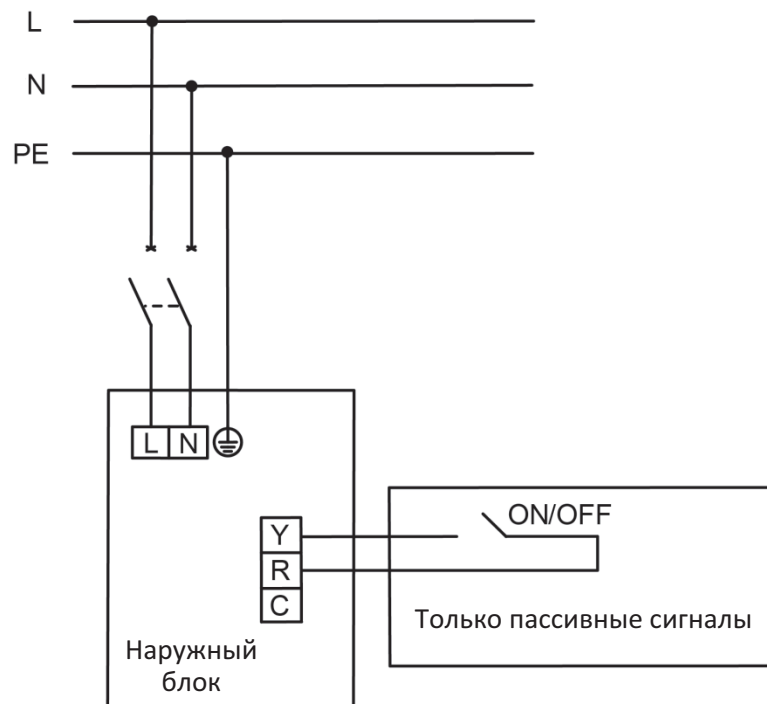 L
N
PE
L N
Y
ON/OFF
R
C
Только пассивные сигналы
Наружный
блок